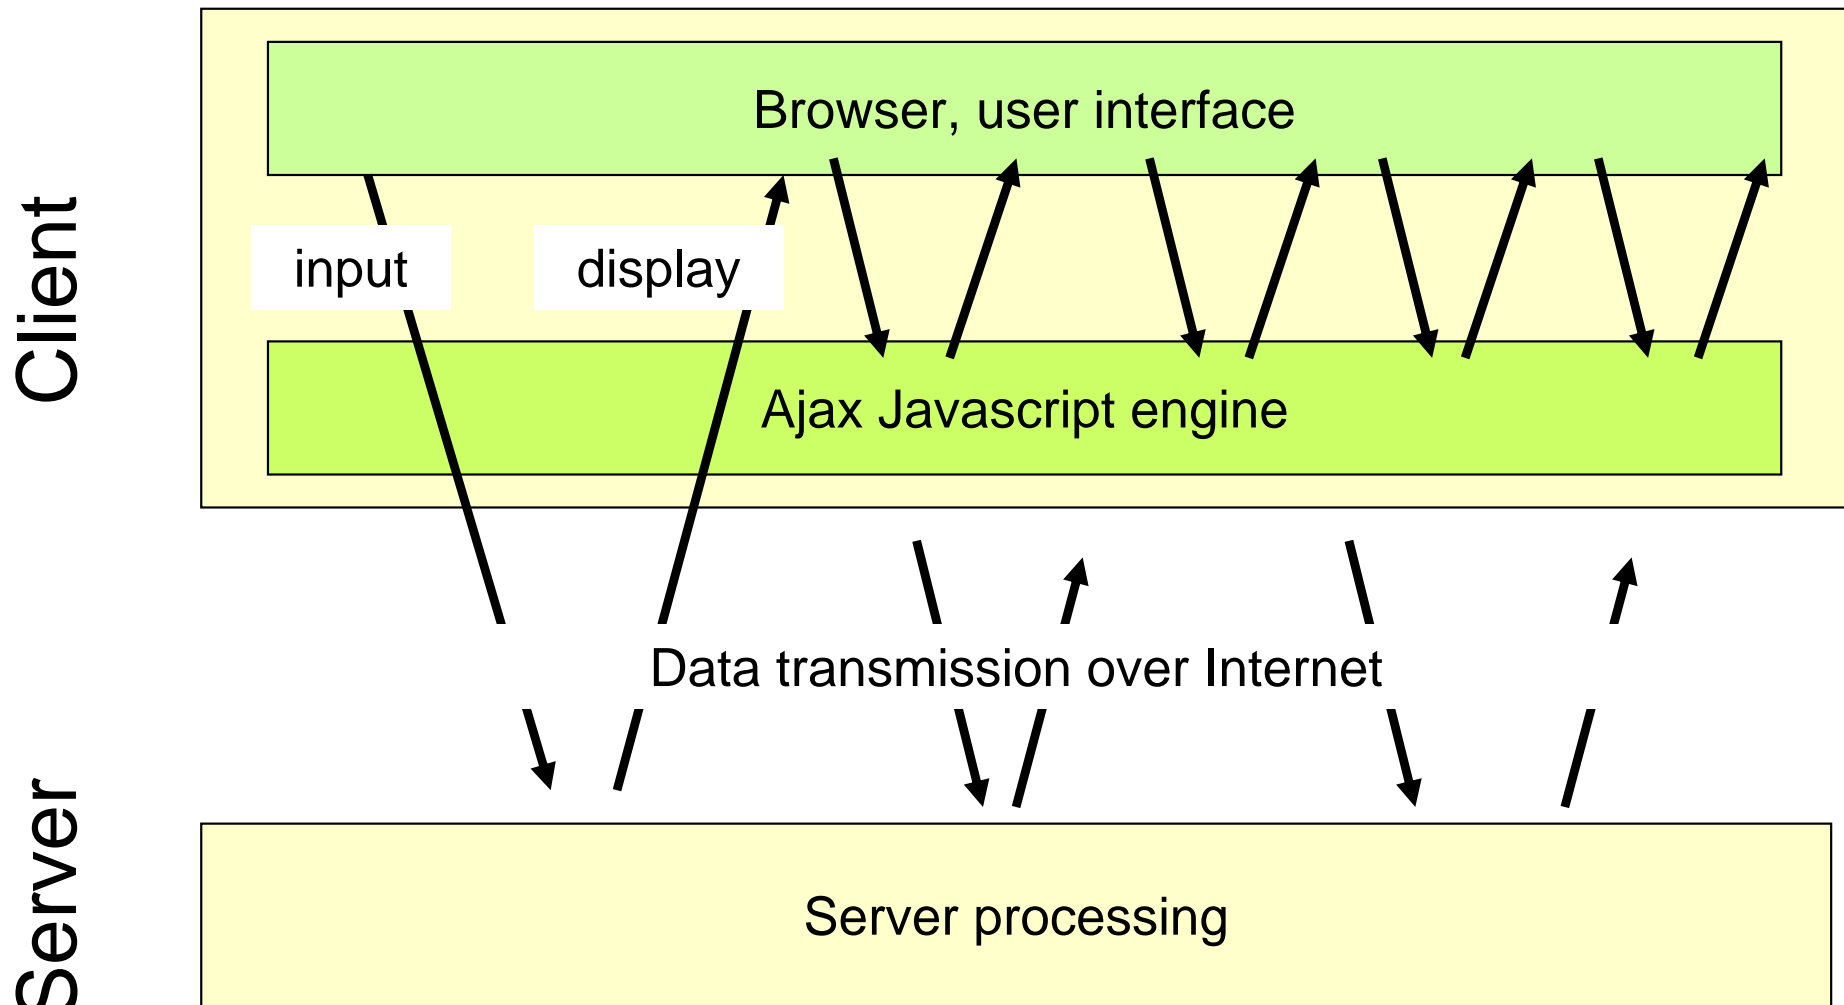 Client
Browser, user interface
input
display
Ajax Javascript engine
Data transmission over Internet
Server
Server processing